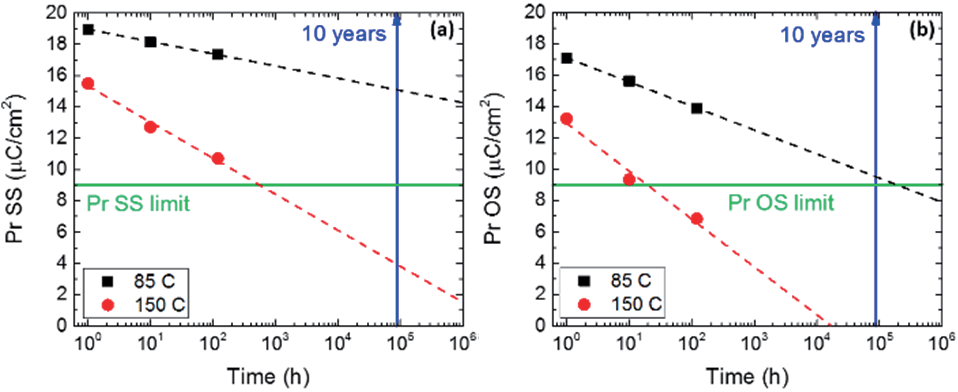 20
18
16
14
12
10
8
6
4
2
0
Pr SS (μC/cm²)
(a)
10 years
Pr SS limit
85 C
150 C
10⁰ 10¹ 10² 10³ 10⁴ 10⁵ 10⁶
Time (h)
20
18
16
14
12
10
8
6
4
2
0
Pr OS (μC/cm²)
(b)
10 years
Pr OS limit
85 C
150 C
10⁰ 10¹ 10² 10³ 10⁴ 10⁵ 10⁶
Time (h)